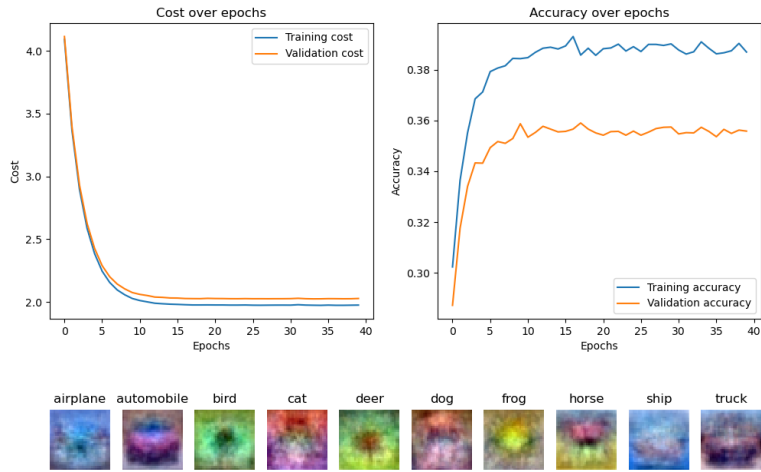 Cost over epochs
Training cost
Validation cost
4.0
3.5
3.0
2.5
2.0
Cost
0 5 10 15 20 25 30 35 40
Epochs
Accuracy over epochs
0.38
0.36
0.34
0.32
0.30
Accuracy
Training accuracy
Validation accuracy
0 5 10 15 20 25 30 35 40
Epochs
airplane automobile bird cat deer dog frog horse ship truck